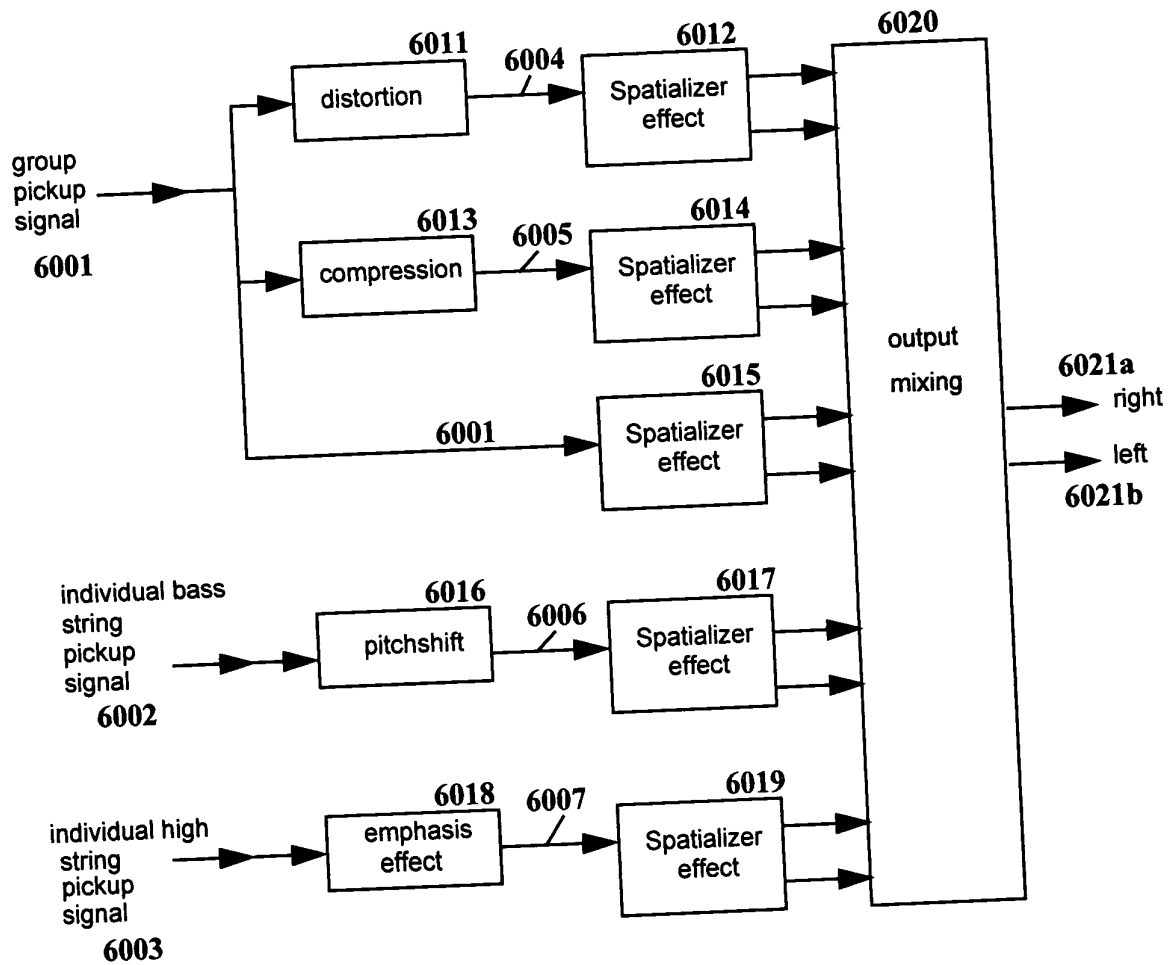 6011
distortion
6004
6012
Spatializer
effect
6020
group
pickup
signal
6001
6013
compression
6005
6014
Spatializer
effect
output
mixing
6015
6001
Spatializer
effect
6021a
right
left
6021b
individual bass
string
pickup
signal
6002
6016
pitchshift
6006
6017
Spatializer
effect
individual high
string
pickup
signal
6003
6018
emphasis
effect
6007
6019
Spatializer
effect